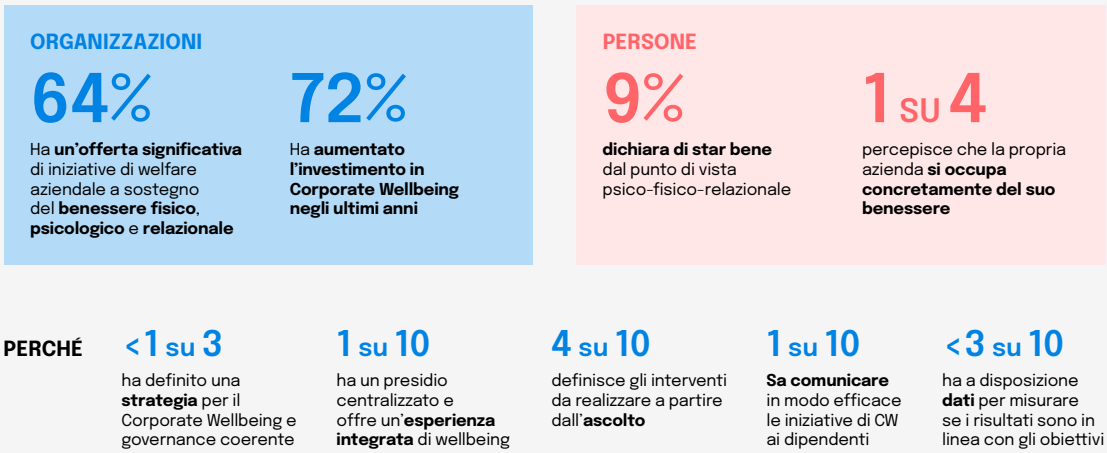 ORGANIZZAZIONI
64%
Ha un'offerta significativa
di iniziative di welfare
aziendale a sostegno
del benessere fisico,
psicologico e relazionale
72%
Ha aumentato
l'investimento in
Corporate Wellbeing
negli ultimi anni
PERSONE
9%
dichiara di star bene
dal punto di vista
psico-fisico-relazionale
1 SU 4
percepisce che la propria
azienda si occupa
concretamente del suo
benessere
PERCHÉ
<1 su 3
ha definito una
strategia per il
Corporate Wellbeing e
governance coerente
1 su 10
ha un presidio
centralizzato e
offre un'esperienza
integrata di wellbeing
4 su 10
definisce gli interventi
da realizzare a partire
dall'ascolto
1 su 10
Sa comunicare
in modo efficace
le iniziative di CW
ai dipendenti
<3 su 10
ha a disposizione
dati per misurare
se i risultati sono in
linea con gli obiettivi